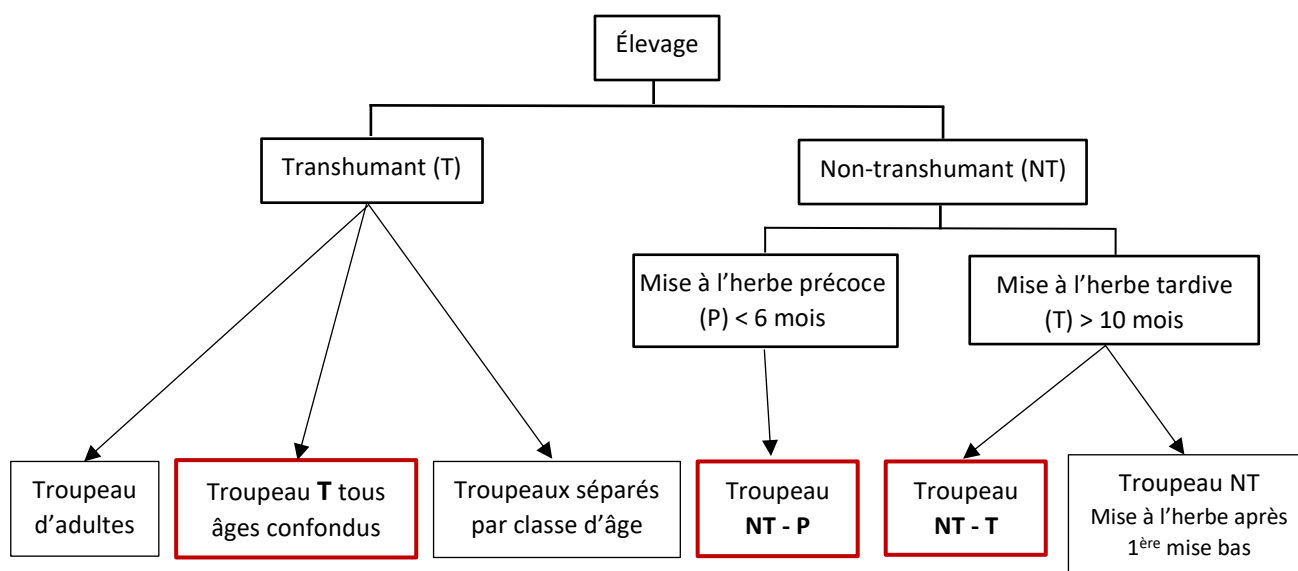 Élevage
Transhumant (T)
Non-transhumant (NT)
Mise à l’herbe précoce
(P) < 6 mois
Mise à l’herbe tardive
(T) > 10 mois
Troupeau
d’adultes
Troupeau T tous
âges confondus
Troupeaux séparés
par classe d’âge
Troupeau
NT - P
Troupeau
NT - T
Troupeau NT
Mise à l’herbe après
1ère mise bas